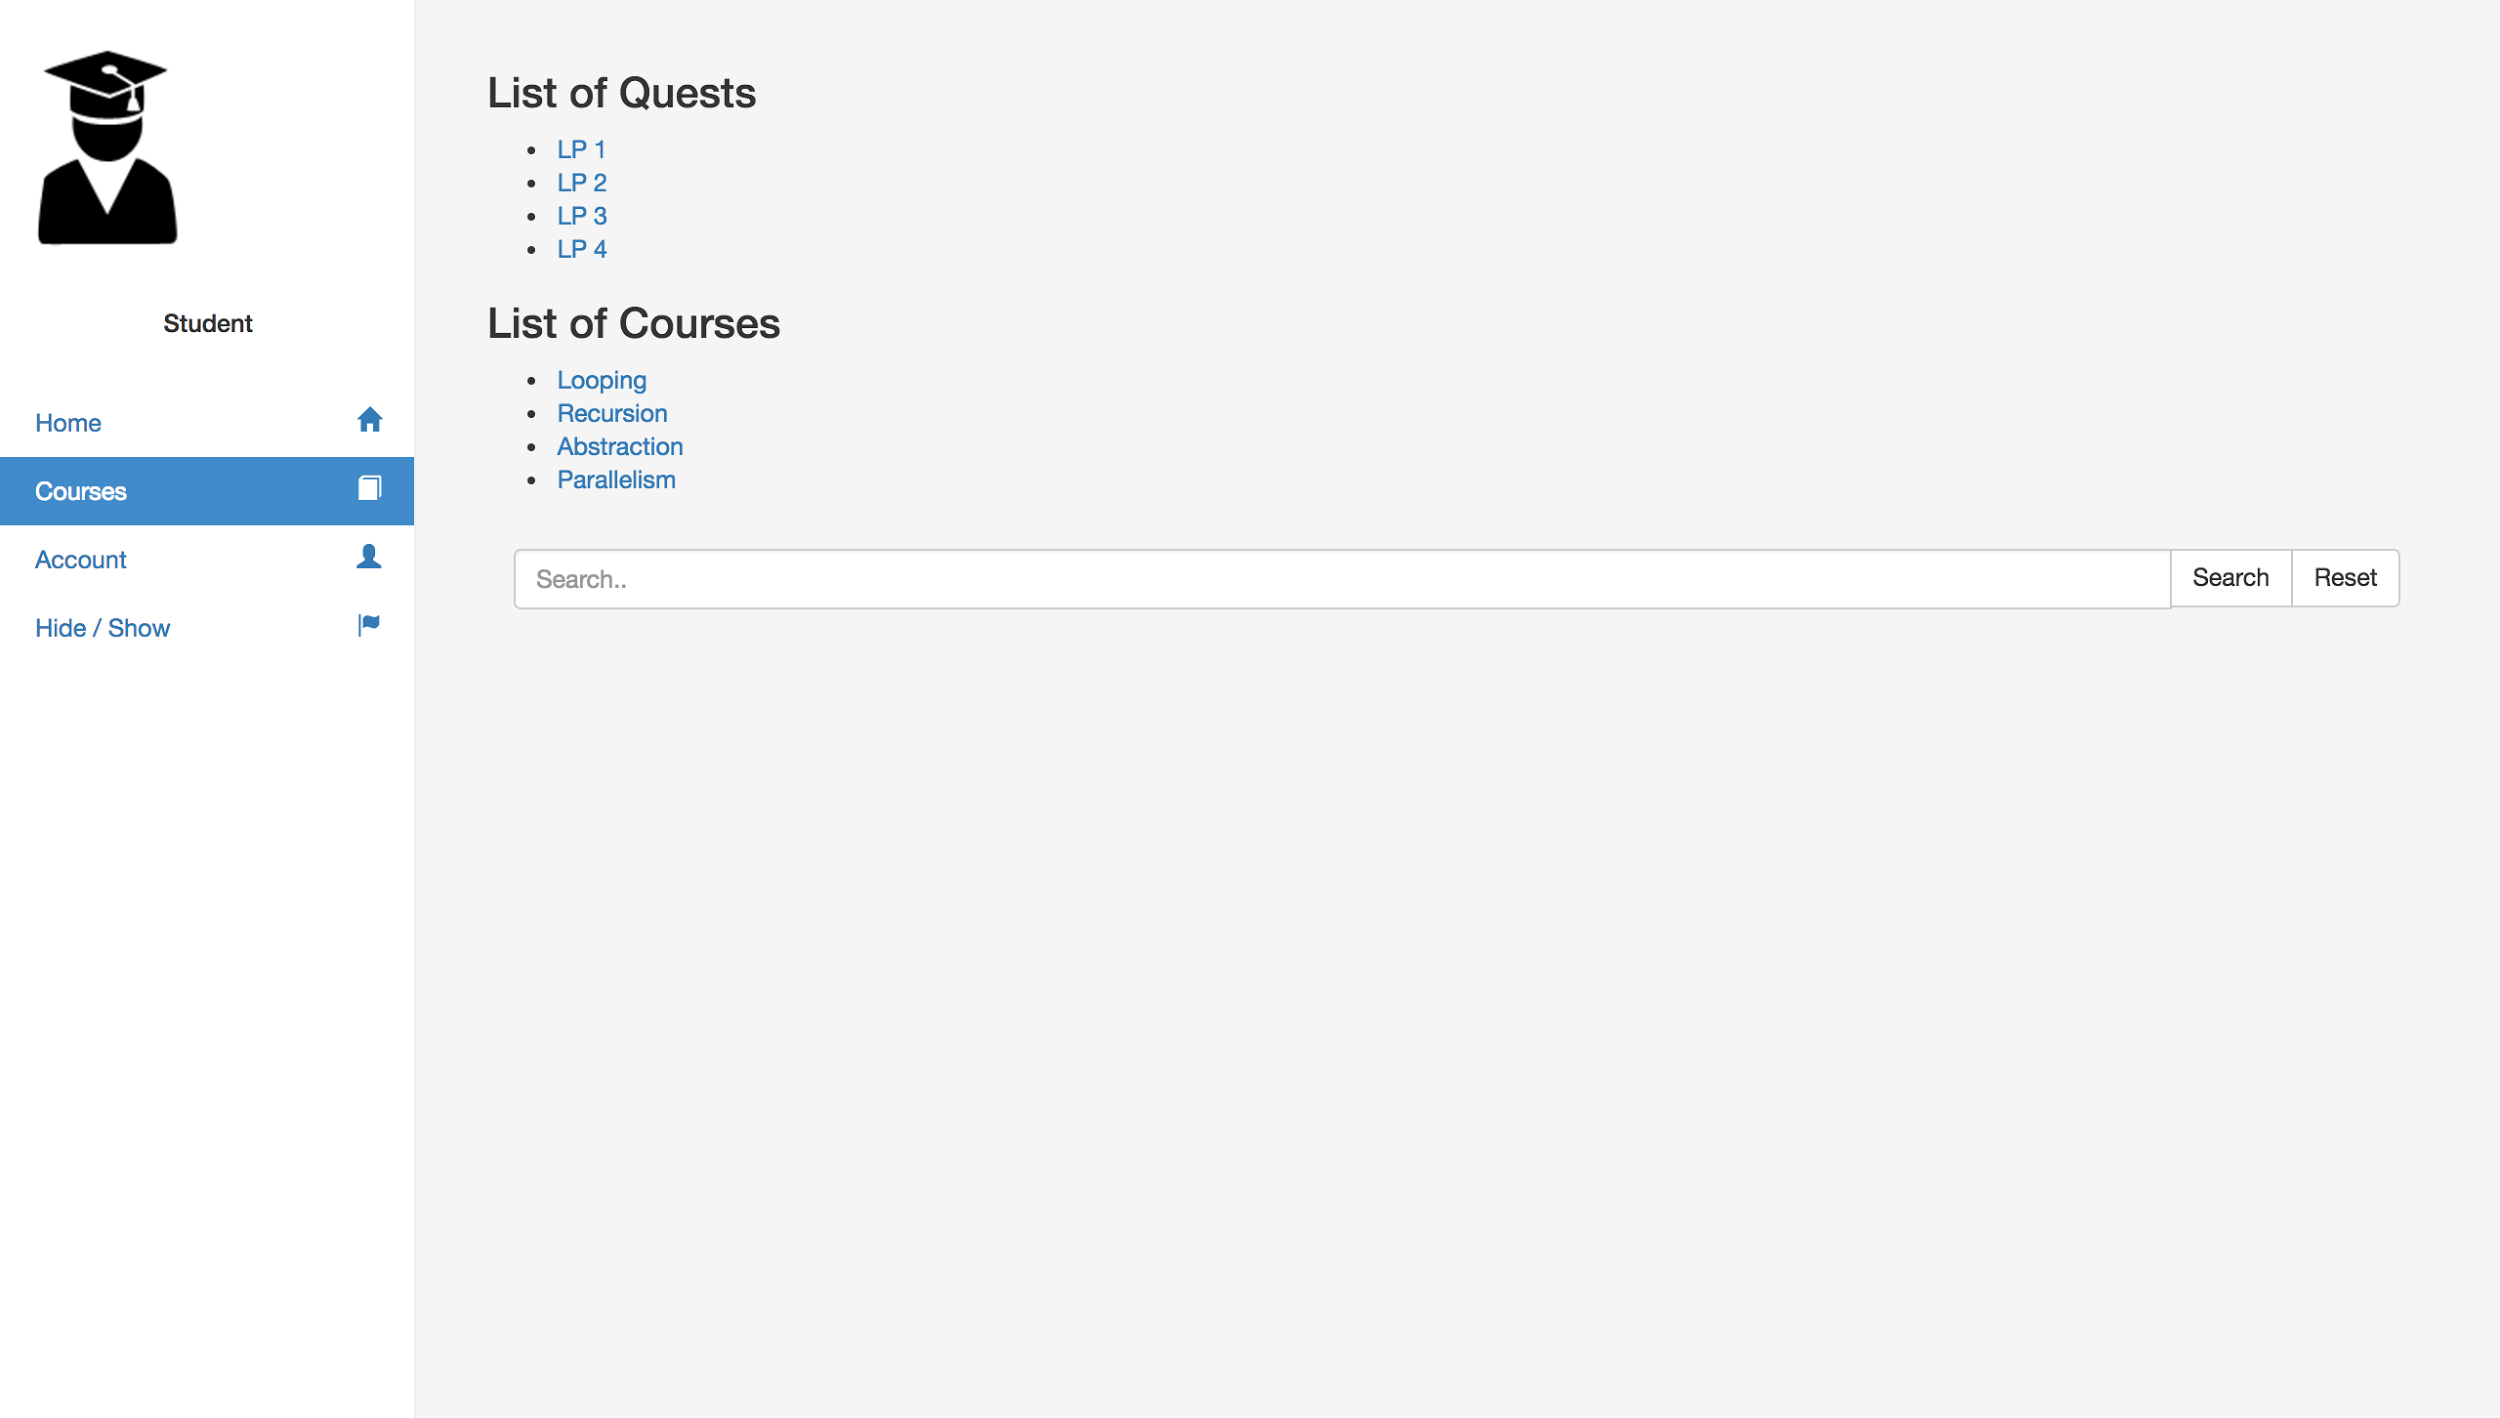 Student
Home
Courses
Account
Hide / Show
List of Quests
LP 1
LP 2
LP 3
LP 4
List of Courses
Looping
Recursion
Abstraction
Parallelism
Search.. Search Reset